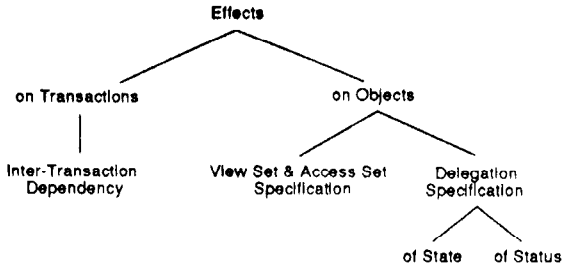 Effects
on Transactions
on Objects
Inter-Transaction
Dependency
View Set & Access Set
Specification
Delegation
Specification
of State
of Status